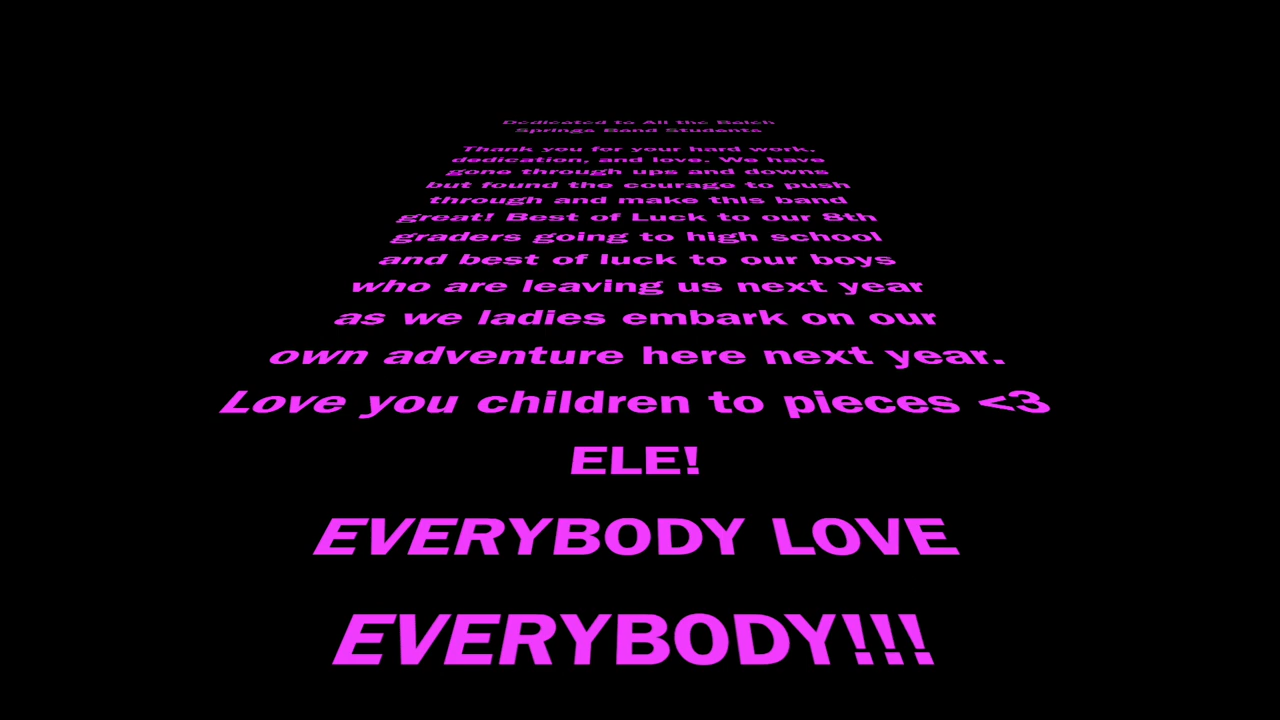 Dedicated to All the Balch
Springs Band Students
Thank you for your hard work,
dedication, and love. We have
gone through ups and downs
but found the courage to push
through and make this band
great! Best of Luck to our 8th
graders going to high school
and best of luck to our boys
who are leaving us next year
as we ladies embark on our
own adventure here next year.
Love you children to pieces <3
ELE!
EVERYBODY LOVE
EVERYBODY!!!